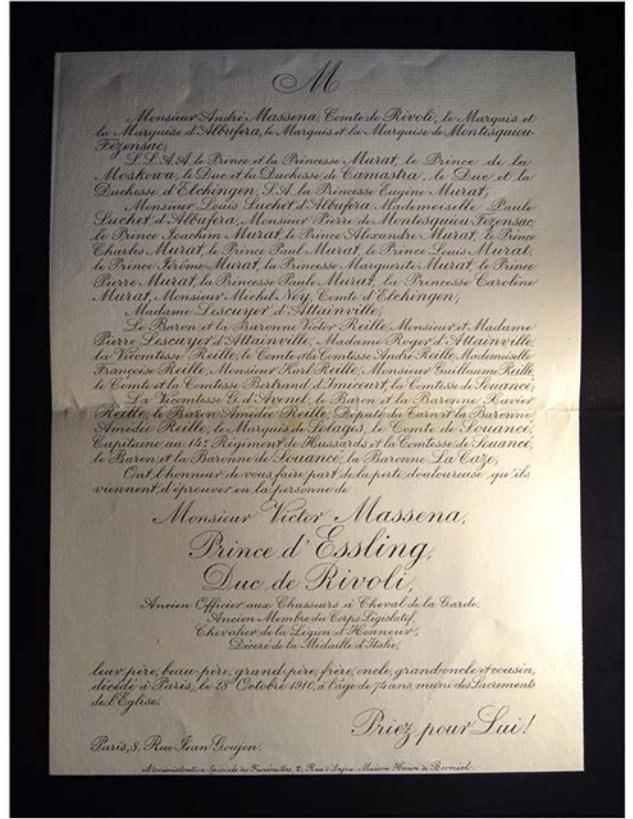 M
Monsieur André Massena, Comte de Rivoli, le Marquis et
la Marquise d'Albufera, le Marquis et la Marquise de Montesquiou-
Fezensac;
L.L.A.A. le Prince et la Princesse Murat, le Prince de la
Moskowa, le Duc et la Duchesse de Camastra, le Duc et la
Duchesse d'Elchingen, S.A. la Princesse Eugène Murat;
Monsieur Louis Suchet d'Albufera, Mademoiselle Paule
Suchet d'Albufera, Monsieur Pierre de Montesquiou-Fezensac,
le Prince Joachim Murat, le Prince Alexandre Murat, le Prince
Charles Murat, le Prince Paul Murat, le Prince Louis Murat,
le Prince Jérôme Murat, la Princesse Marguerite Murat, le Prince
Pierre Murat, la Princesse Paule Murat, la Princesse Caroline
Murat, Monsieur Michel Ney, Comte d'Elchingen;
Madame Lescuyer d'Attainville;
Le Baron et la Baronne Victor Reille, Monsieur et Madame
Pierre Lescuyer d'Attainville, Madame Roger d'Attainville,
la Vicomtesse Reille, le Comte et la Comtesse André Reille, Mademoiselle
Françoise Reille, Monsieur Karl Reille, Monsieur Guillaume Reille,
le Comte et la Comtesse Bertrand d'Imécourt, la Comtesse de Souancé;
La Vicomtesse G. d'Avenel, le Baron et la Baronne Xavier
Reille, le Baron Amédée Reille, Député du Tarn et la Baronne
Amédée Reille, le Marquis de Solages, le Comte de Souancé,
Capitaine au 14e Régiment de Hussards et la Comtesse de Souancé,
le Baron et la Baronne de Souancé, la Baronne La Caze;
Ont l'honneur de vous faire part de la perte douloureuse qu'ils
viennent d'éprouver en la personne de
Monsieur Victor Massena,
Prince d'Essling,
Duc de Rivoli,
Ancien Officier aux Chasseurs à Cheval de la Garde,
Ancien Membre du Corps Législatif,
Chevalier de la Légion d'Honneur,
Décoré de la Médaille d'Italie,
leur père, beau-père, grand-père, frère, oncle, grand-oncle et cousin,
décédé à Paris, le 28 Octobre 1910, à l'âge de 74 ans, muni des Sacrements
de l'Eglise.
Priez pour Lui!
Paris, 8, Rue Jean Goujon.
Administration Spéciale des Funérailles, Rue d'Anjou. Maison Henri de Borniol.